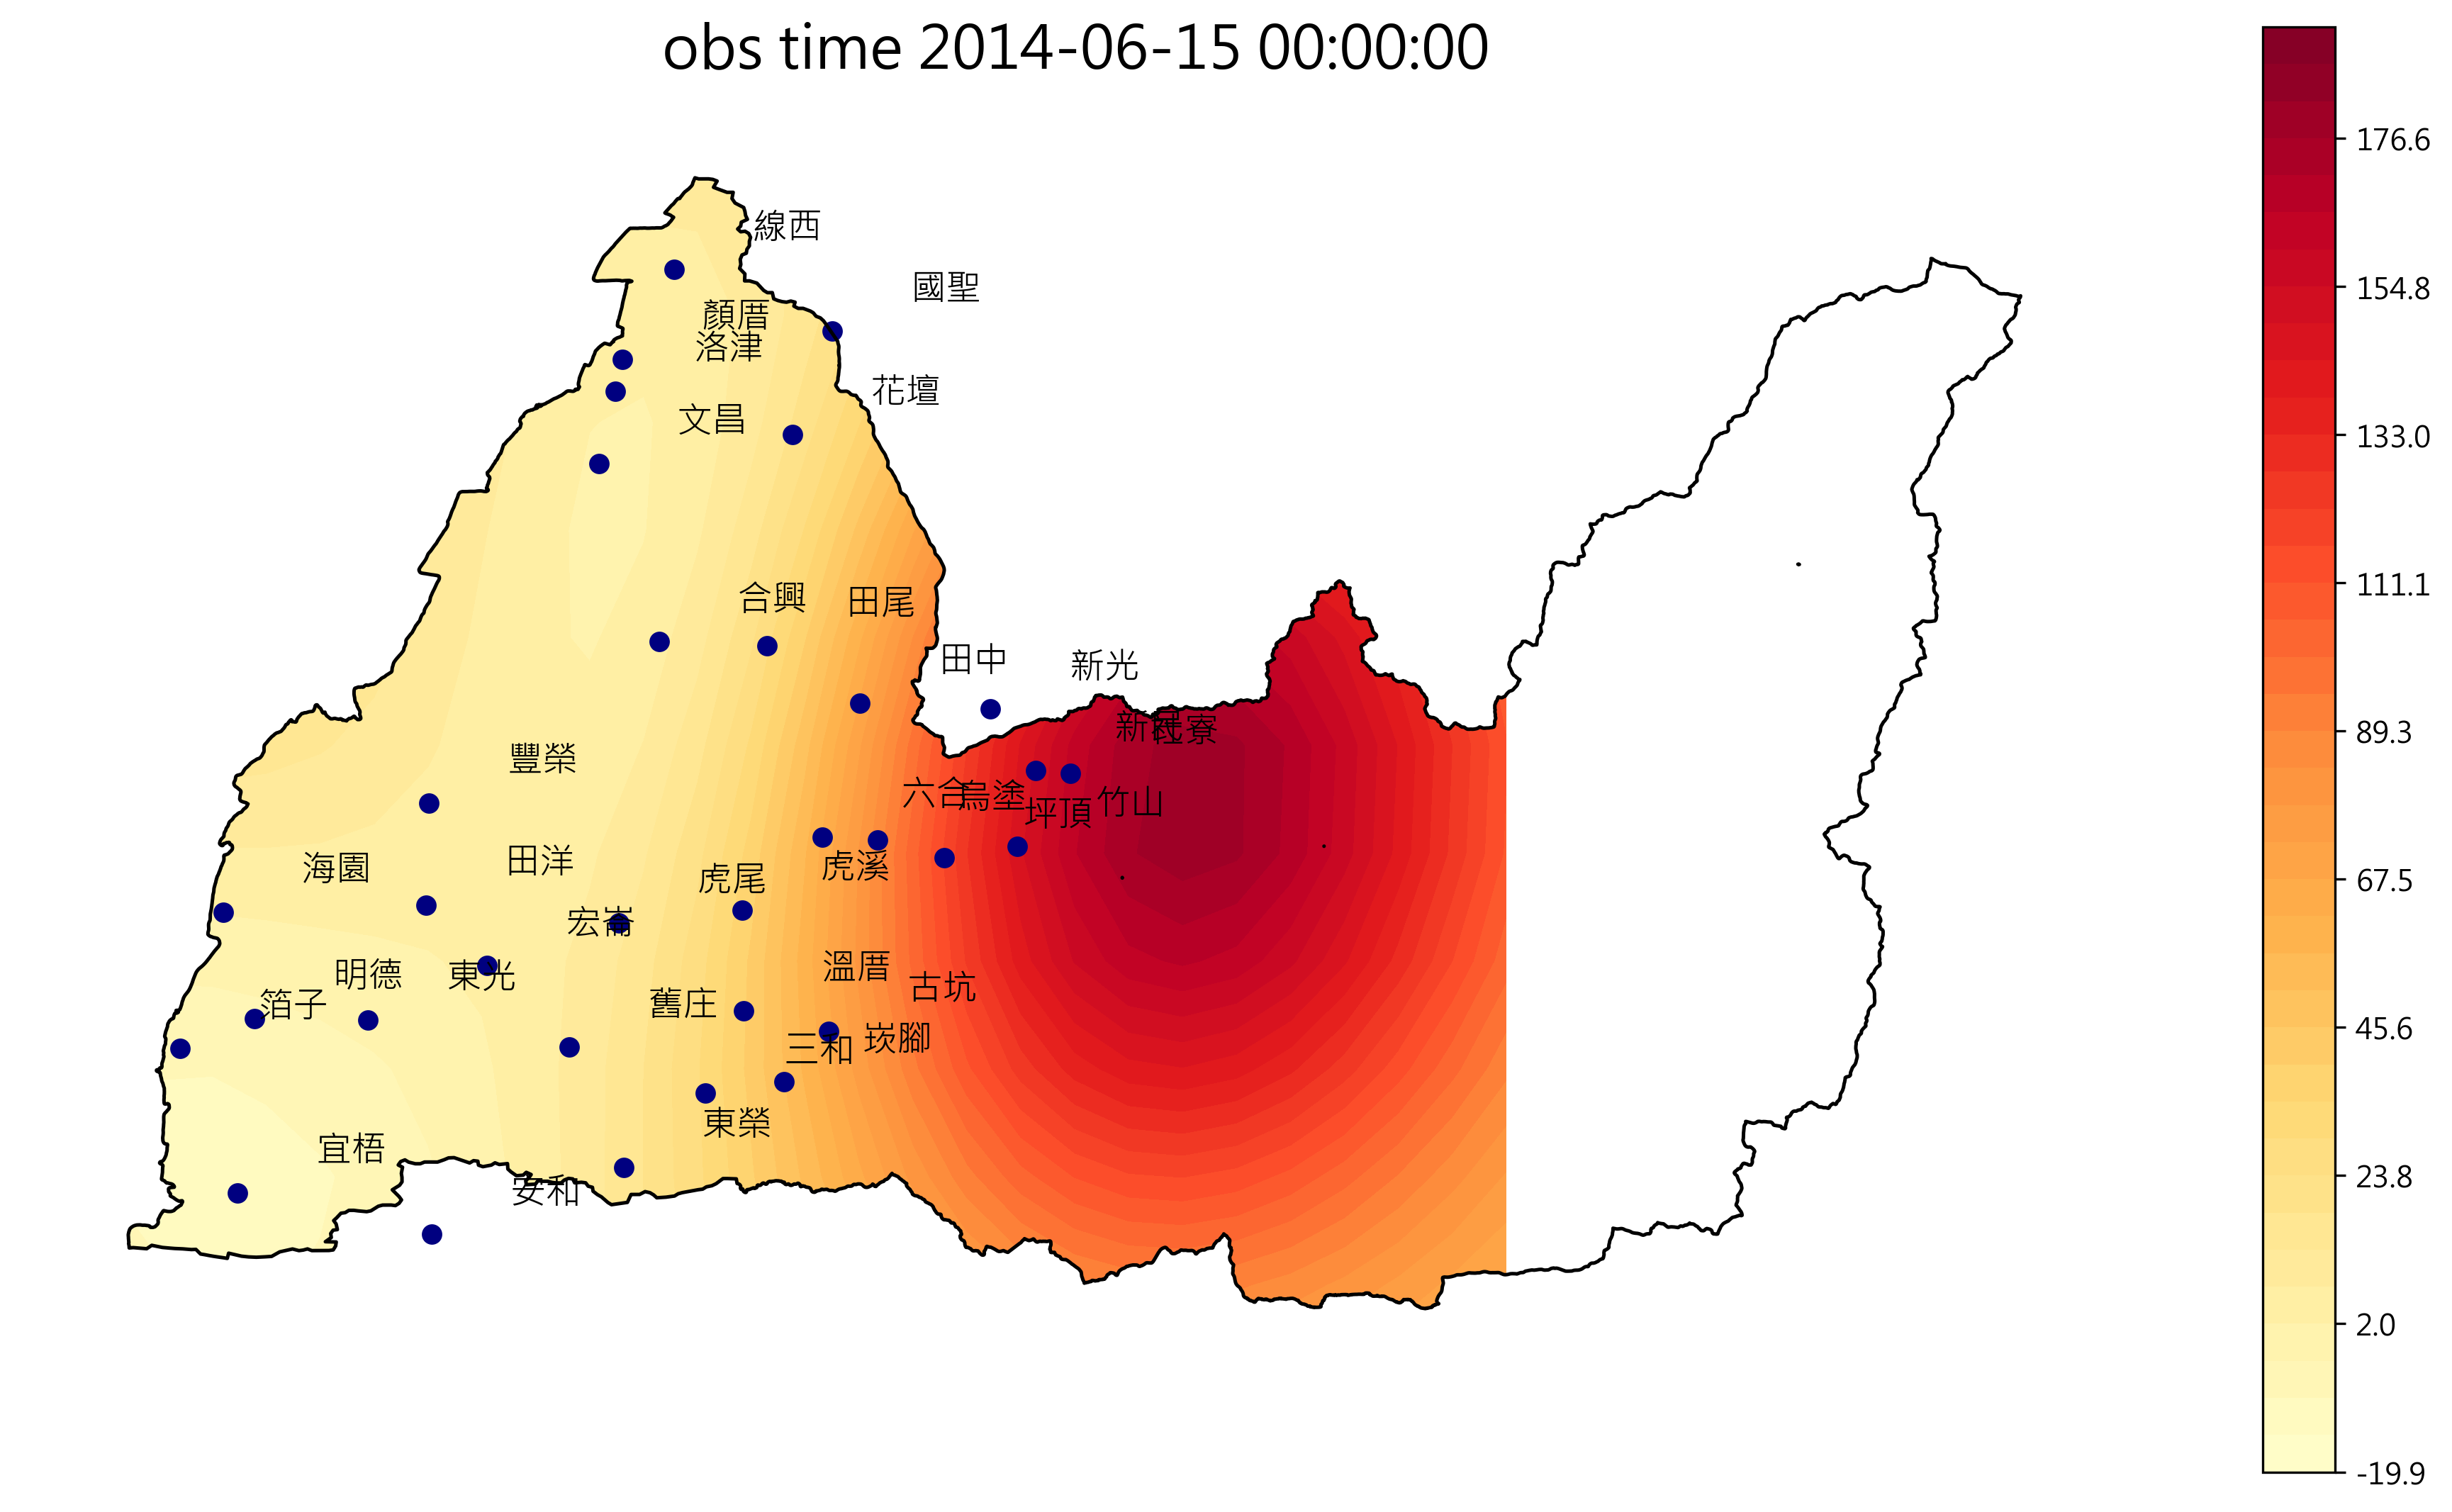 obs time 2014-06-15 00:00:00
線西
國聖
顏厝
洛津
花壇
文昌
合興
田尾
田中
新光
新民
社寮
豐榮
六合
烏塗
坪頂
竹山
海園
田洋
虎尾
虎溪
宏崙
明德
東光
溫厝
古坑
箔子
舊庄
三和
崁腳
東榮
宜梧
安和
176.6
154.8
133.0
111.1
89.3
67.5
45.6
23.8
2.0
-19.9